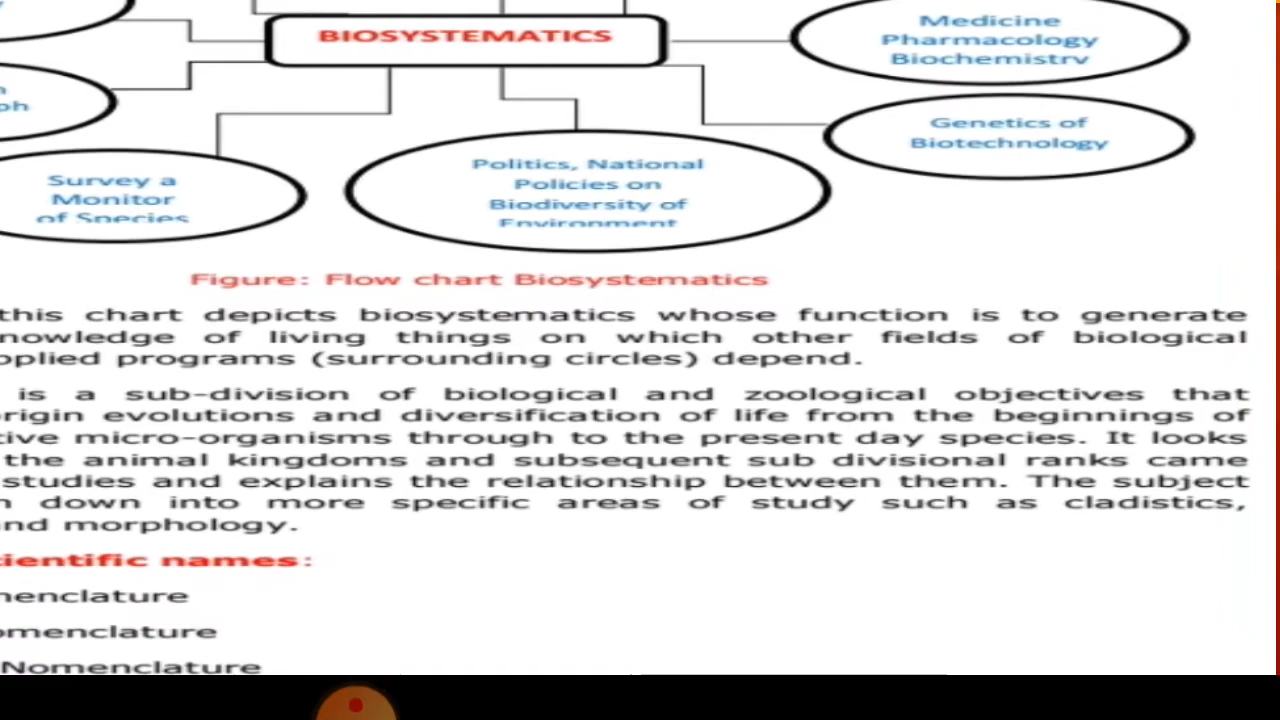 BIOSYSTEMATICS
Medicine
Pharmacology
Biochemistry
Genetics of
Biotechnology
Survey a
Monitor
of Species
Politics, National
Policies on
Biodiversity of
Environment
Figure: Flow chart Biosystematics
this chart depicts biosystematics whose function is to generate
nowledge of living things on which other fields of biological
pplied programs (surrounding circles) depend.
is a sub-division of biological and zoological objectives that
rigin evolutions and diversification of life from the beginnings of
tive micro-organisms through to the present day species. It looks
the animal kingdoms and subsequent sub divisional ranks came
studies and explains the relationship between them. The subject
n down into more specific areas of study such as cladistics,
nd morphology.
cientific names:
nenclature
omenclature
Nomenclature